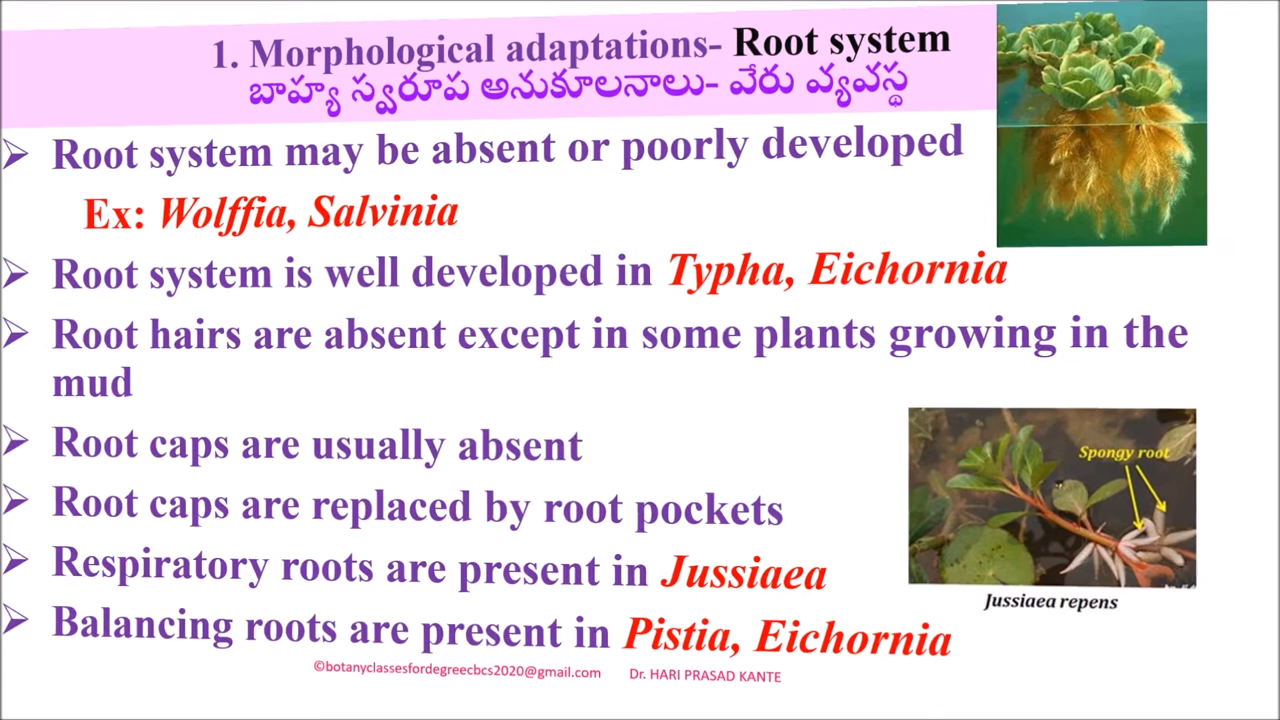 1. Morphological adaptations- Root system
బాహ్య స్వరూప అనుకూలనాలు- వేరు వ్యవస్థ
➢ Root system may be absent or poorly developed
Ex: Wolffia, Salvinia
➢ Root system is well developed in Typha, Eichornia
➢ Root hairs are absent except in some plants growing in the
mud
➢ Root caps are usually absent
➢ Root caps are replaced by root pockets
➢ Respiratory roots are present in Jussiaea
➢ Balancing roots are present in Pistia, Eichornia
Spongy root
Jussiaea repens
©botanyclassesfordegreecbcs2020@gmail.com Dr. HARI PRASAD KANTE